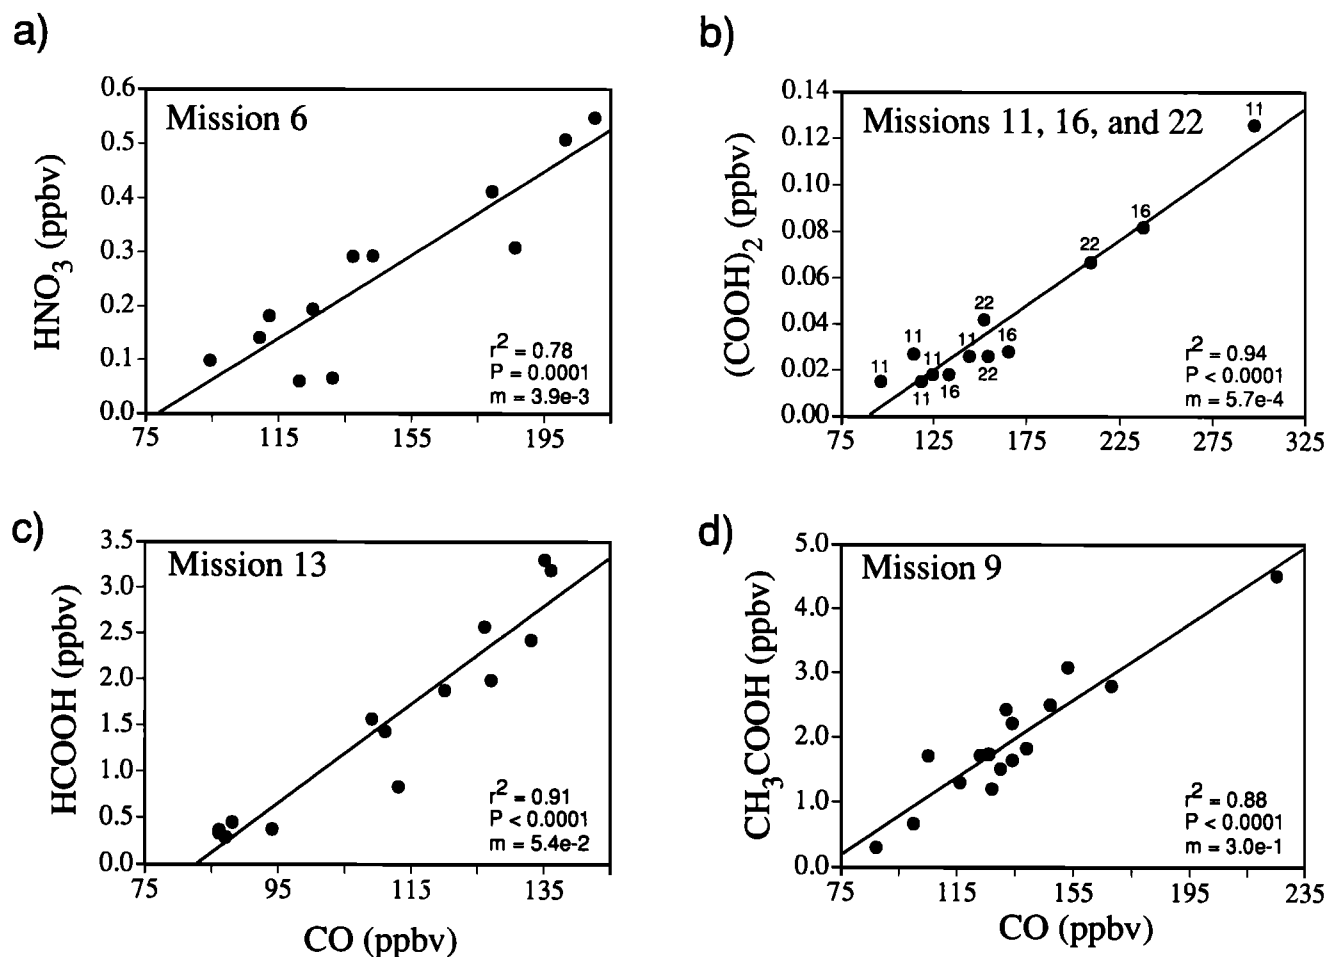 a)
HNO3 (ppbv)
0.6
0.5
0.4
0.3
0.2
0.1
0.0
Mission 6
r2 = 0.78
P = 0.0001
m = 3.9e-3
75 115 155 195
b)
(COOH)2 (ppbv)
0.14
0.12
0.10
0.08
0.06
0.04
0.02
0.00
Missions 11, 16, and 22
11
16
22
22
11 11 16
11 11 22
11 16
r2 = 0.94
P < 0.0001
m = 5.7e-4
75 125 175 225 275 325
c)
HCOOH (ppbv)
3.5
3.0
2.5
2.0
1.5
1.0
0.5
0.0
Mission 13
r2 = 0.91
P < 0.0001
m = 5.4e-2
75 95 115 135
CO (ppbv)
d)
CH3COOH (ppbv)
5.0
4.0
3.0
2.0
1.0
0.0
Mission 9
r2 = 0.88
P < 0.0001
m = 3.0e-1
75 115 155 195 235
CO (ppbv)